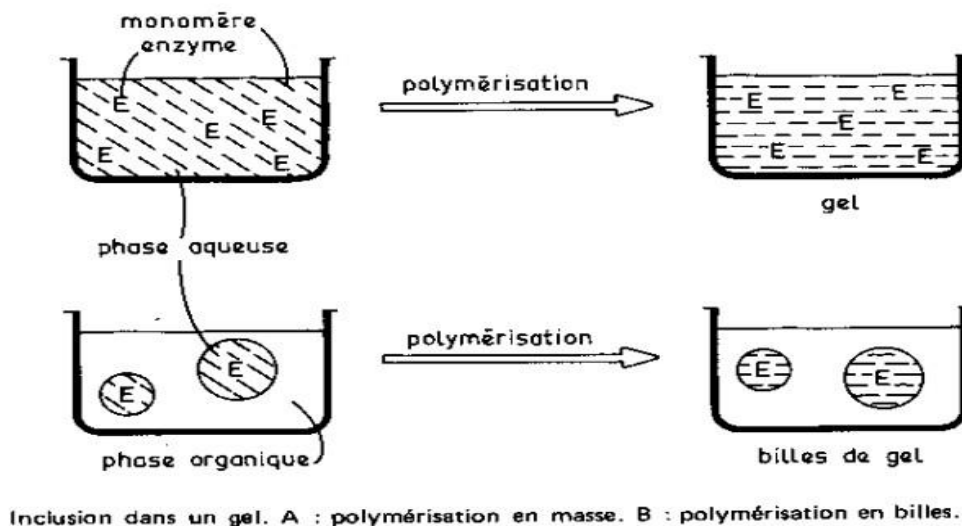 monomère
enzyme
E
E
E
E
E
polymérisation
E
E
E
E
E
gel
phase aqueuse
E
E
polymérisation
E
E
phase organique
billes de gel
Inclusion dans un gel. A : polymérisation en masse. B : polymérisation en billes.